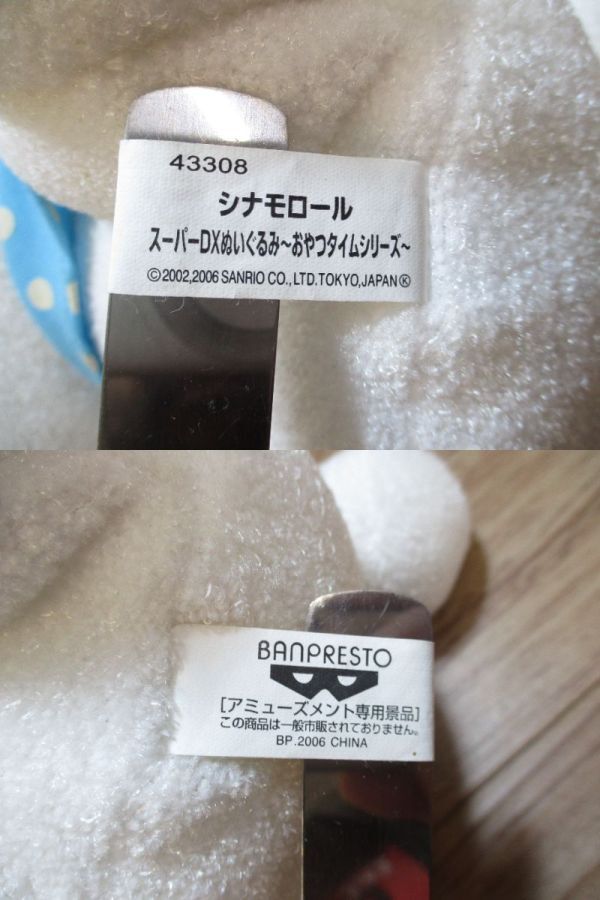 43308
シナモロール
スーパーDXぬいぐるみ~おやつタイムシリーズ~
©2002,2006 SANRIO CO.,LTD.TOKYO,JAPAN Ⓚ
BANPRESTO
[アミューズメント専用景品]
この商品は一般市販されておりません。
BP.2006 CHINA